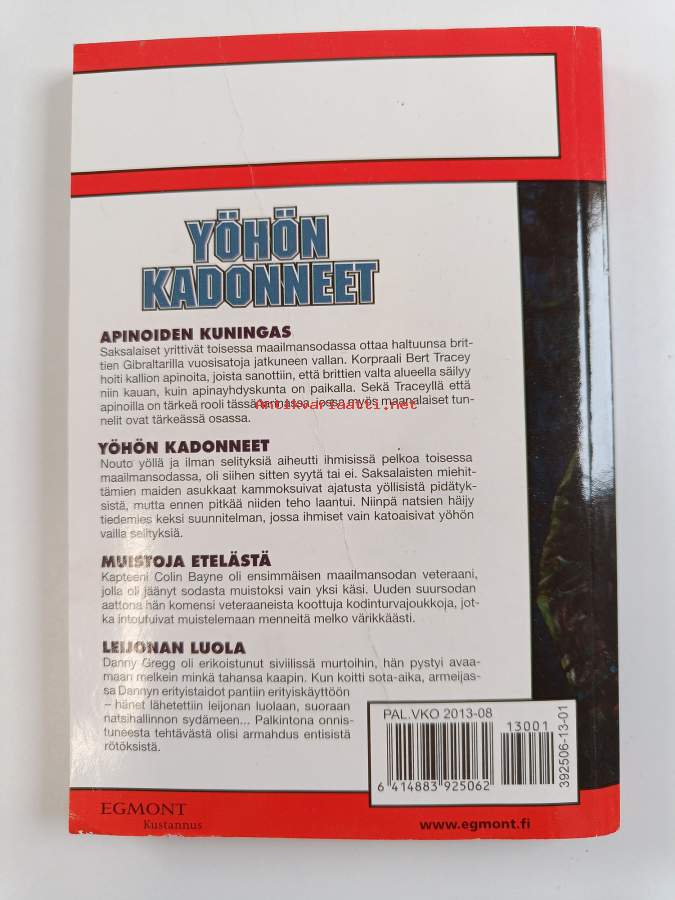 YÖHÖN
KADONNEET
APINOIDEN KUNINGAS
Saksalaiset yrittivät toisessa maailmansodassa ottaa haltuunsa brit-
tien Gibraltarilla vuosisatoja jatkuneen vallan. Korpraali Bert Tracey
hoiti kallion apinoita, joista sanottiin, että brittien valta alueella säilyy
niin kauan, kuin apinayhdyskunta on paikalla. Sekä Traceyllä että
apinoilla on tärkeä rooli tässä tarinassa, jossa myös maanalaiset tun-
Antikvariaatti.net
nelit ovat tärkeässä osassa.
YÖHÖN KADONNEET
Nouto yöllä ja ilman selityksiä aiheutti ihmisissä pelkoa toisessa
maailmansodassa, oli siihen sitten syytä tai ei. Saksalaisten miehit-
tämien maiden asukkaat kammoksuivat ajatusta yöllisistä pidätyk-
sistä, mutta ennen pitkää niiden teho laantui. Niinpä natsien häijy
tiedemies keksi suunnitelman, jossa ihmiset vain katoaisivat yöhön
vailla selityksiä.
MUISTOJA ETELÄSTÄ
Kapteeni Colin Bayne oli ensimmäisen maailmansodan veteraani,
jolla oli jäänyt sodasta muistoksi vain yksi käsi. Uuden suursodan
aattona hän komensi veteraaneista koottuja kodinturvajoukkoja, jot-
ka intoutuivat muistelemaan menneitä melko värikkäästi.
LEIJONAN LUOLA
Danny Gregg oli erikoistunut siviilissä murtoihin, hän pystyi avaa-
maan melkein minkä tahansa kaapin. Kun koitti sota-aika, armeijas-
sa Dannyn erityistaidot pantiin erityiskäyttöön
– hänet lähetettiin leijonan luolaan, suoraan
natsihallinnon sydämeen... Palkintona onnis-
tuneesta tehtävästä olisi armahdus entisistä
rötöksistä.
PAL.VKO 2013-08
13001
6 414883 925062
392506-13-01
EGMONT
Kustannus
www.egmont.fi